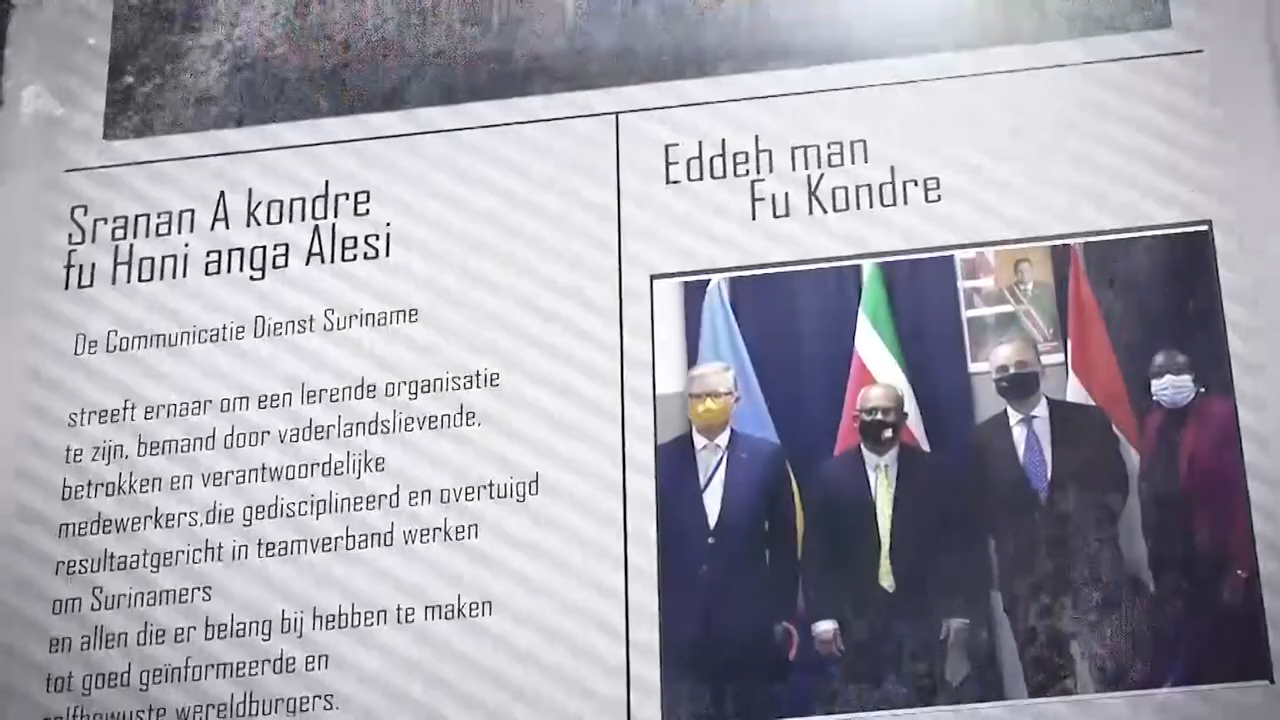 Sranan A kondre
fu Honi anga Alesi
De Communicatie Dienst Suriname
streeft ernaar om een lerende organisatie
te zijn, bemand door vaderlandslievende,
betrokken en verantwoordelijke
medewerkers,die gedisciplineerd en overtuigd
resultaatgericht in teamverband werken
om Surinamers
en allen die er belang bij hebben te maken
tot goed geïnformeerde en
zelfbewuste wereldburgers.
Eddeh man
Fu Kondre